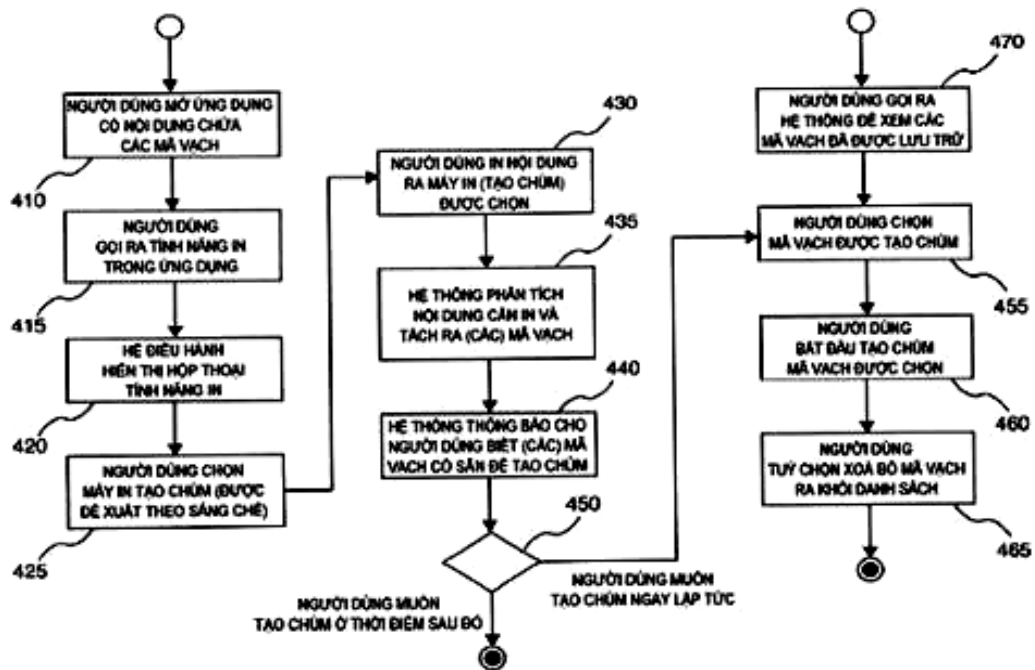 NGƯỜI DÙNG MỞ ỨNG DỤNG
CÓ NỘI DUNG CHỨA
CÁC MÃ VẠCH
410
NGƯỜI DÙNG
GỌI RA TÍNH NĂNG IN
TRONG ỨNG DỤNG
415
HỆ ĐIỀU HÀNH
HIỂN THỊ HỘP THOẠI
TÍNH NĂNG IN
420
NGƯỜI DÙNG CHỌN
MÁY IN TẠO CHÙM (ĐƯỢC
ĐỀ XUẤT THEO SÁNG CHẾ)
425
430
NGƯỜI DÙNG IN NỘI DUNG
RA MÁY IN (TẠO CHÙM)
ĐƯỢC CHỌN
435
HỆ THỐNG PHÂN TÍCH
NỘI DUNG CẦN IN VÀ
TÁCH RA (CÁC) MÃ VẠCH
440
HỆ THỐNG THÔNG BÁO CHO
NGƯỜI DÙNG BIẾT (CÁC) MÃ
VẠCH CÓ SẴN ĐỂ TẠO CHÙM
450
NGƯỜI DÙNG MUỐN
TẠO CHÙM NGAY LẬP TỨC
NGƯỜI DÙNG MUỐN
TẠO CHÙM Ở THỜI ĐIỂM SAU ĐÓ
470
NGƯỜI DÙNG GỌI RA
HỆ THỐNG ĐỂ XEM CÁC
MÃ VẠCH ĐÃ ĐƯỢC LƯU TRỮ
NGƯỜI DÙNG CHỌN
MÃ VẠCH ĐƯỢC TẠO CHÙM
455
NGƯỜI DÙNG
BẮT ĐẦU TẠO CHÙM
MÃ VẠCH ĐƯỢC CHỌN
460
NGƯỜI DÙNG
TUỲ CHỌN XOÁ BỎ MÃ VẠCH
RA KHỎI DANH SÁCH
465